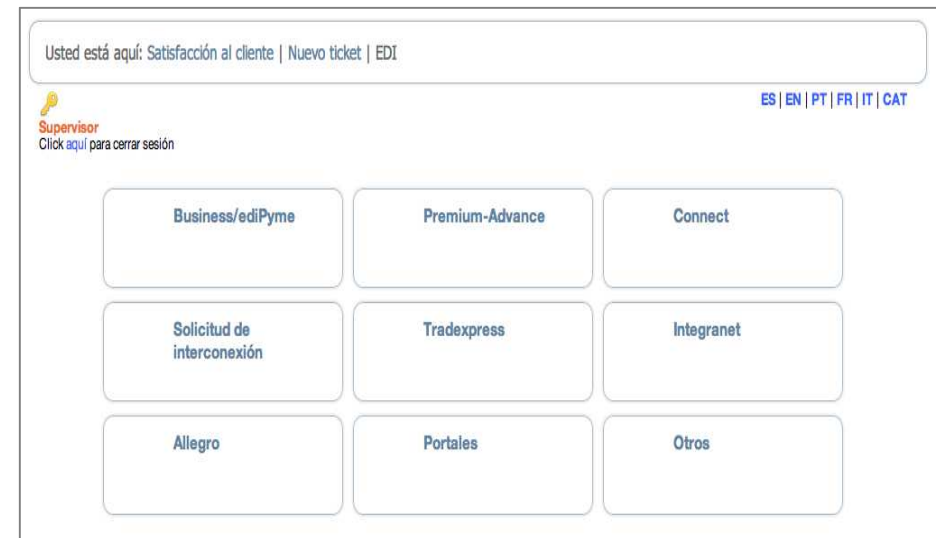 Usted está aquí: Satisfacción al cliente | Nuevo ticket | EDI
ES | EN | PT | FR | IT | CAT
Supervisor
Click aquí para cerrar sesión
Business/ediPyme
Premium-Advance
Connect
Solicitud de
interconexión
Tradexpress
Integranet
Allegro
Portales
Otros